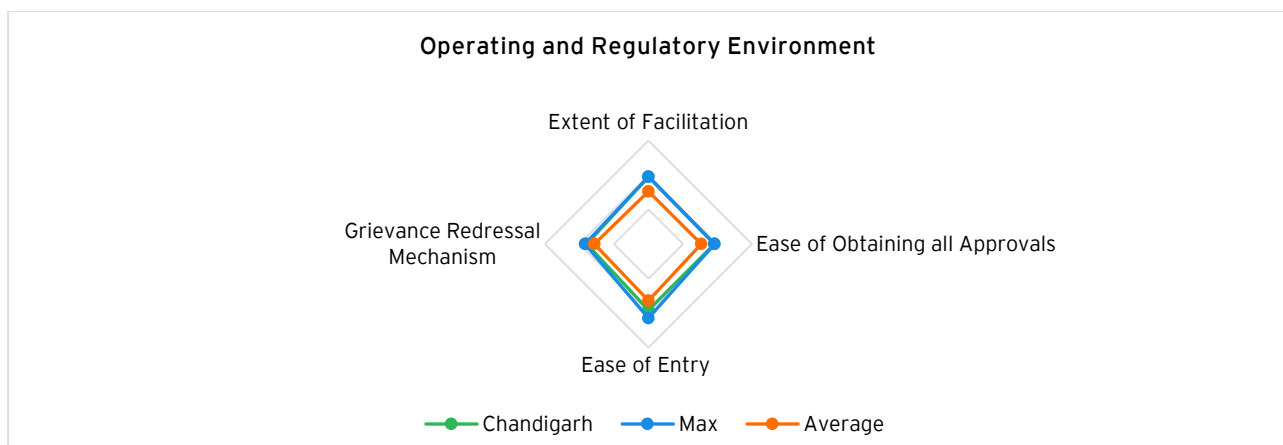 Operating and Regulatory Environment
Extent of Facilitation
Grievance Redressal
Mechanism
Ease of Obtaining all Approvals
Ease of Entry
Chandigarh
Max
Average